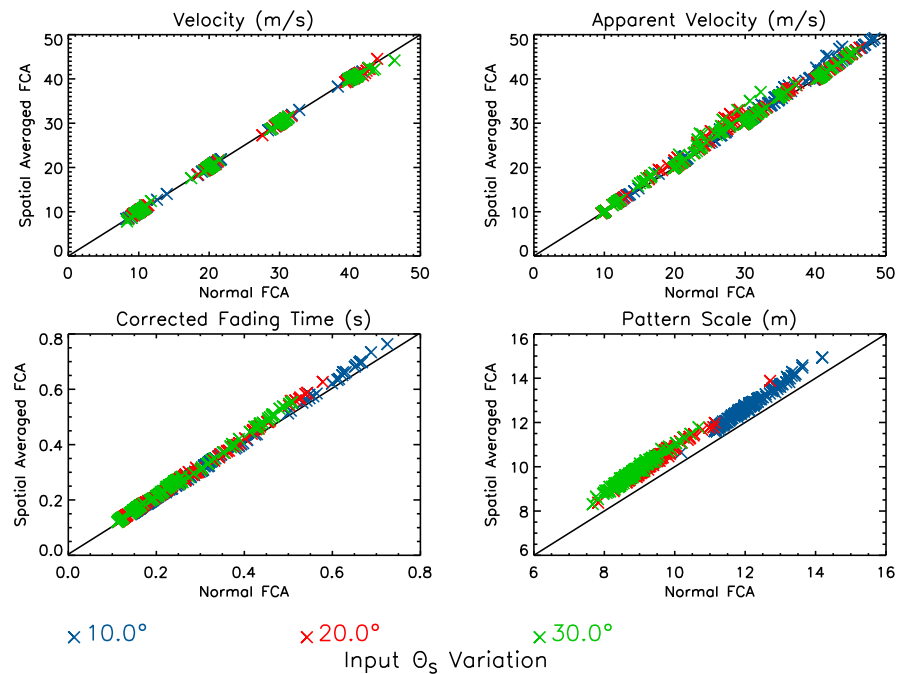 Velocity (m/s)
Apparent Velocity (m/s)
Spatial Averaged FCA
50
40
30
20
10
0
0 10 20 30 40 50
Normal FCA
Spatial Averaged FCA
50
40
30
20
10
0
0 10 20 30 40 50
Normal FCA
Corrected Fading Time (s)
Pattern Scale (m)
Spatial Averaged FCA
0.8
0.6
0.4
0.2
0.0
0.0 0.2 0.4 0.6 0.8
Normal FCA
Spatial Averaged FCA
16
14
12
10
8
6
6 8 10 12 14 16
Normal FCA
10.0° 20.0° 30.0°
Input Θs Variation